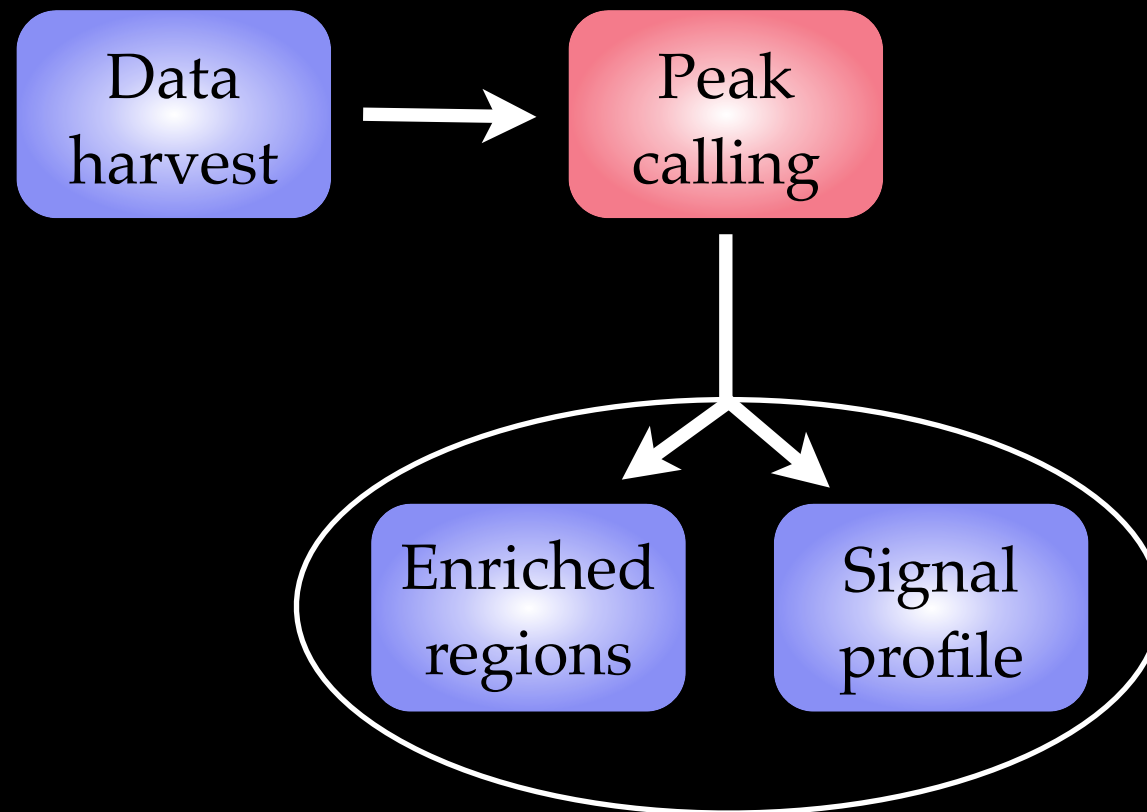 Data
harvest
Peak
calling
Enriched
regions
Signal
profile